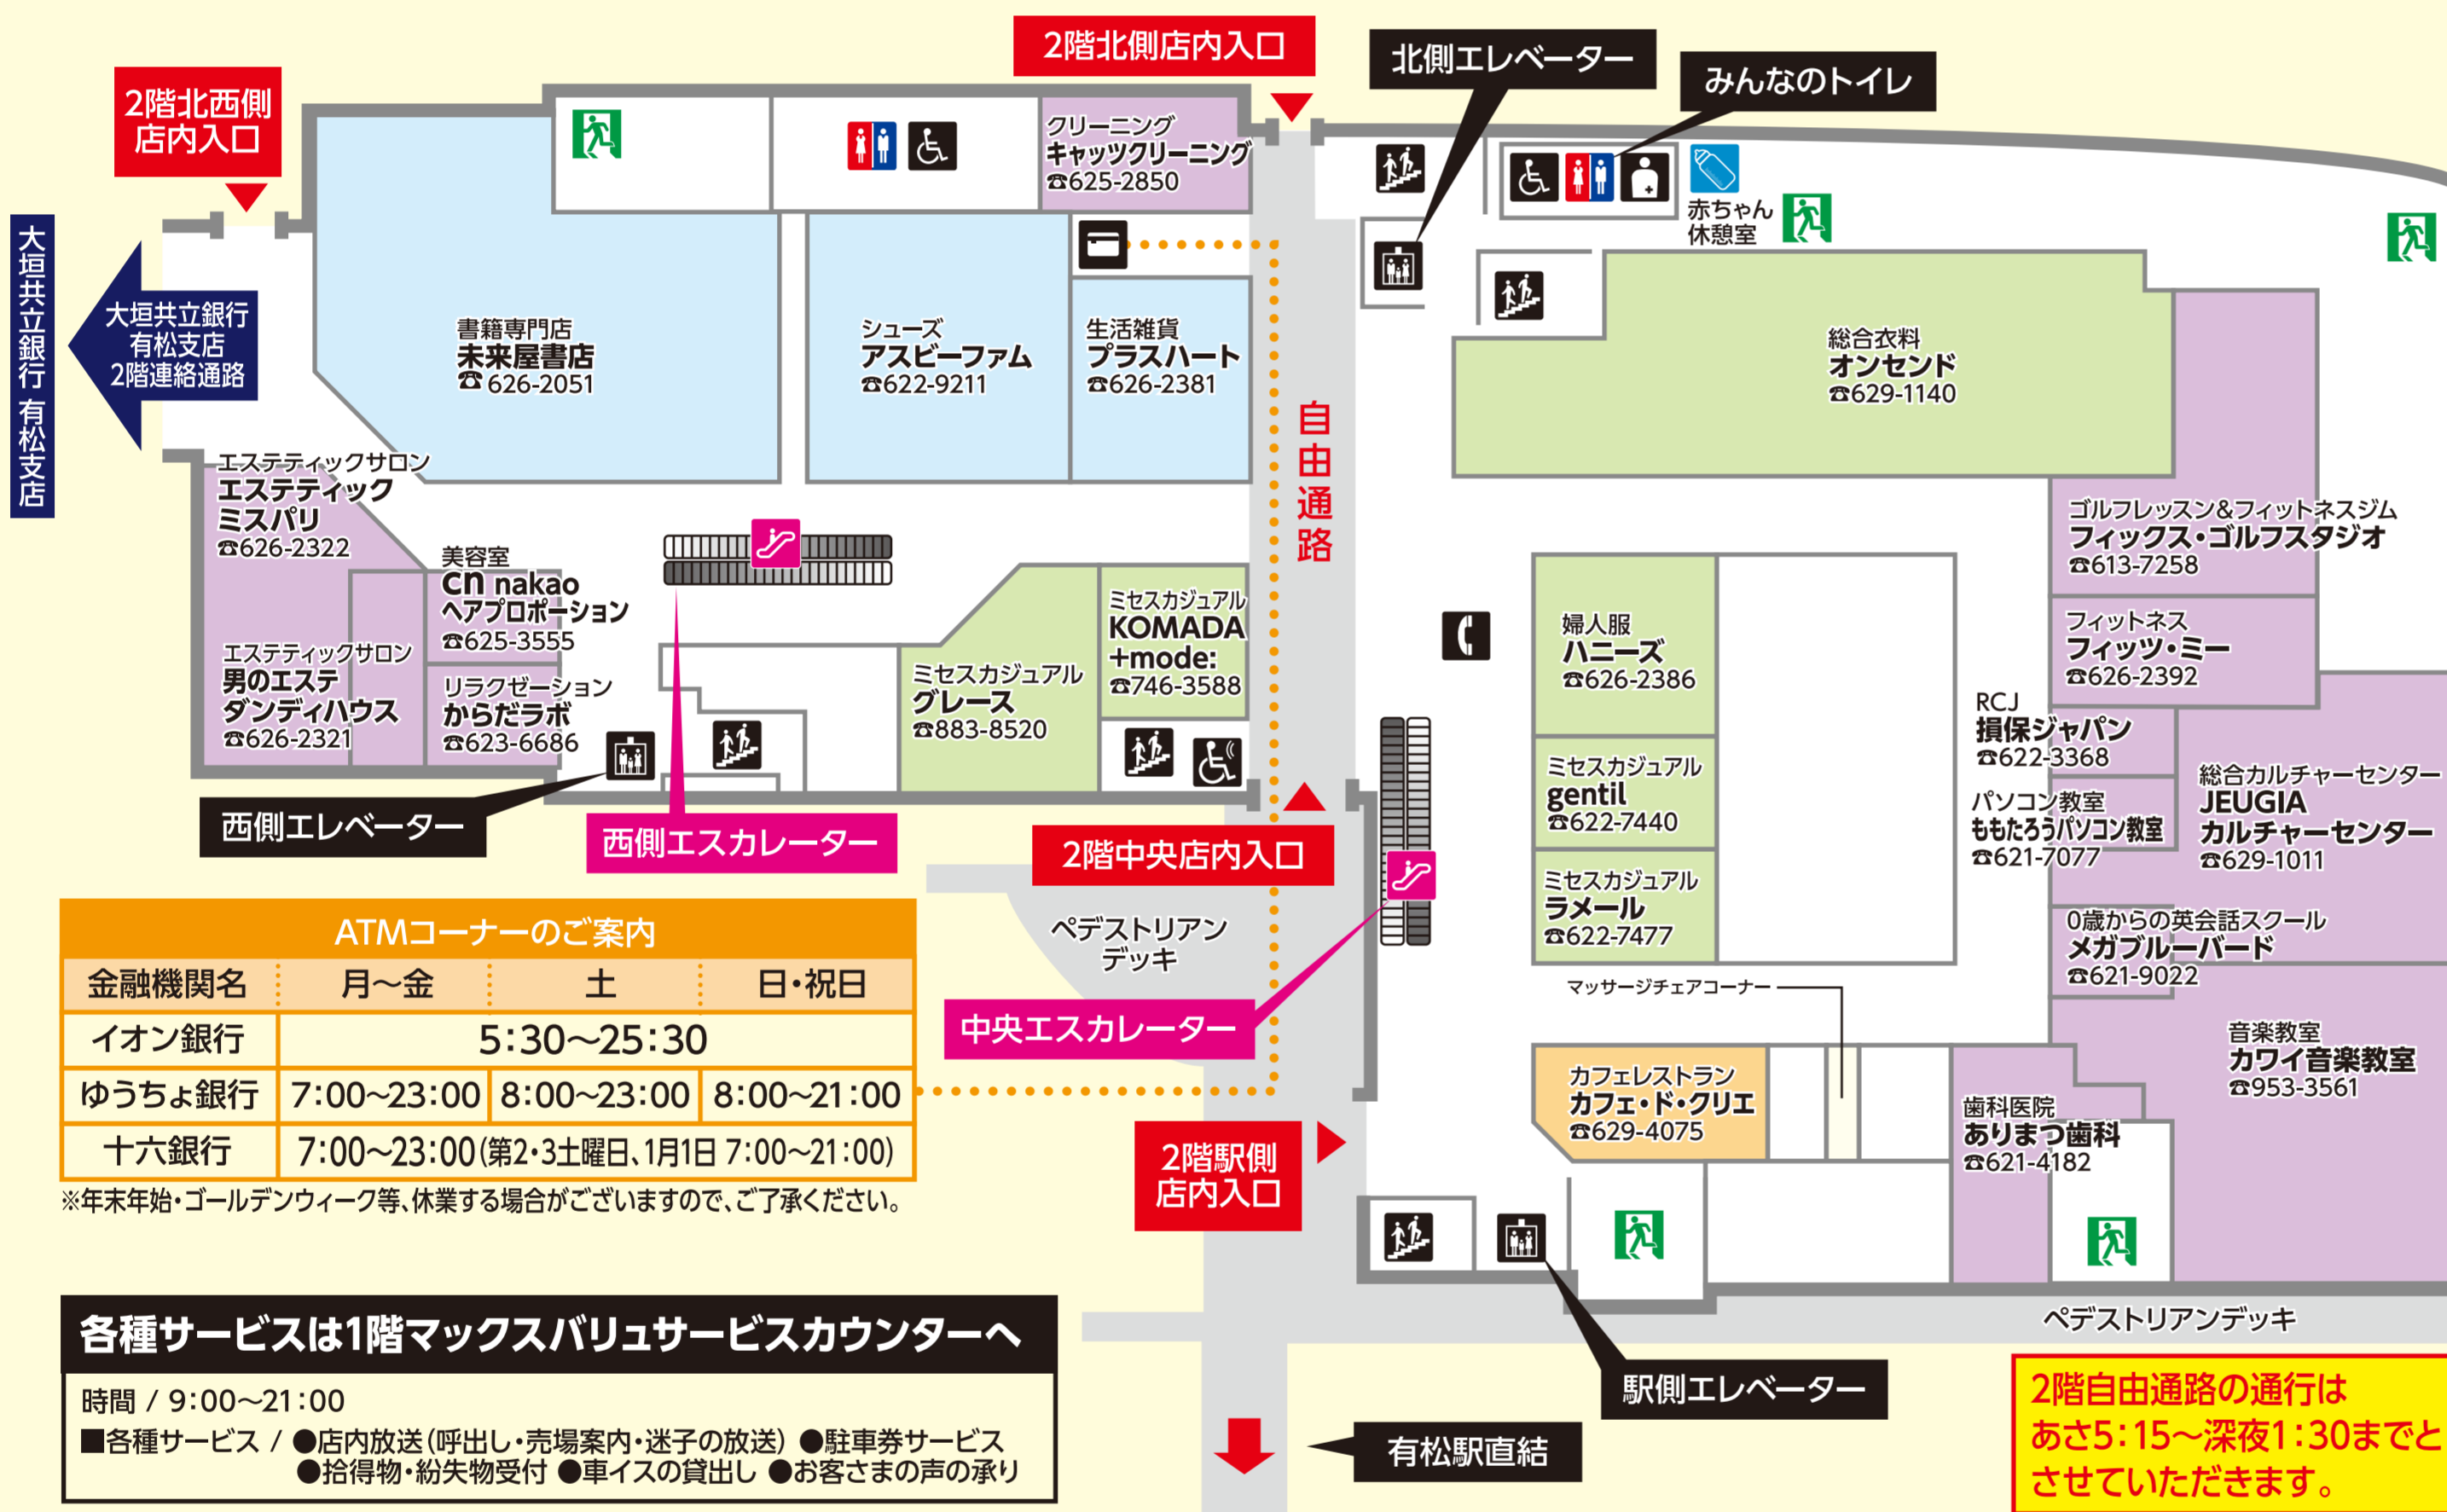 2階北側店内入口
北側エレベーター
みんなのトイレ
2階北西側
店内入口
クリーニング
キャッツクリーニング
☎625-2850
赤ちゃん
休憩室
大垣共立銀行 有松支店
大垣共立銀行
有松支店
2階連絡通路
書籍専門店
未来屋書店
☎626-2051
シューズ
アスビーファム
☎622-9211
生活雑貨
プラスハート
☎626-2381
自由通路
総合衣料
オンセンド
☎629-1140
エステティックサロン
エステティック
ミスパリ
☎626-2322
美容室
cn nakao
ヘアプロポーション
☎625-3555
エステティックサロン
男のエステ
ダンディハウス
☎626-2321
リラクゼーション
からだラボ
☎623-6686
ミセスカジュアル
グレース
☎883-8520
ミセスカジュアル
KOMADA
+mode:
☎746-3588
婦人服
ハニーズ
☎626-2386
ミセスカジュアル
gentil
☎622-7440
ミセスカジュアル
ラメール
☎622-7477
ゴルフレッスン&フィットネスジム
フィックス・ゴルフスタジオ
☎613-7258
フィットネス
フィッツ・ミー
☎626-2392
RCJ
損保ジャパン
☎622-3368
パソコン教室
ももたろうパソコン教室
☎621-7077
総合カルチャーセンター
JEUGIA
カルチャーセンター
☎629-1011
0歳からの英会話スクール
メガブルーバード
☎621-9022
音楽教室
カワイ音楽教室
☎953-3561
西側エレベーター
西側エスカレーター
2階中央店内入口
ペデストリアン
デッキ
中央エスカレーター
マッサージチェアコーナー
カフェレストラン
カフェ・ド・クリエ
☎629-4075
歯科医院
ありまつ歯科
☎621-4182
2階駅側
店内入口
ATMコーナーのご案内
金融機関名 月〜金 土 日・祝日
イオン銀行 5:30〜25:30
ゆうちょ銀行 7:00〜23:00 8:00〜23:00 8:00〜21:00
十六銀行 7:00〜23:00(第2・3土曜日、1月1日 7:00〜21:00)
※年末年始・ゴールデンウィーク等、休業する場合がございますので、ご了承ください。
各種サービスは1階マックスバリュサービスカウンターへ
時間 / 9:00〜21:00
■各種サービス / ●店内放送(呼出し・売場案内・迷子の放送) ●駐車券サービス
●拾得物・紛失物受付 ●車イスの貸出し ●お客さまの声の承り
ペデストリアンデッキ
駅側エレベーター
有松駅直結
2階自由通路の通行は
あさ5:15〜深夜1:30までと
させていただきます。